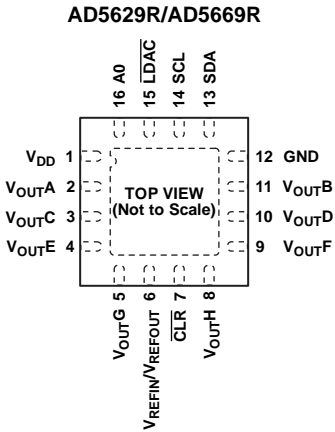 AD5629R/AD5669R
16 A0
15 L̅D̅A̅C̅
14 SCL
13 SDA
VDD 1
VOUTA 2
VOUTC 3
VOUTE 4
TOP VIEW
(Not to Scale)
12 GND
11 VOUTB
10 VOUTD
9 VOUTF
VOUTG 5
VREFIN/VREFOUT 6
C̅L̅R̅ 7
VOUTH 8